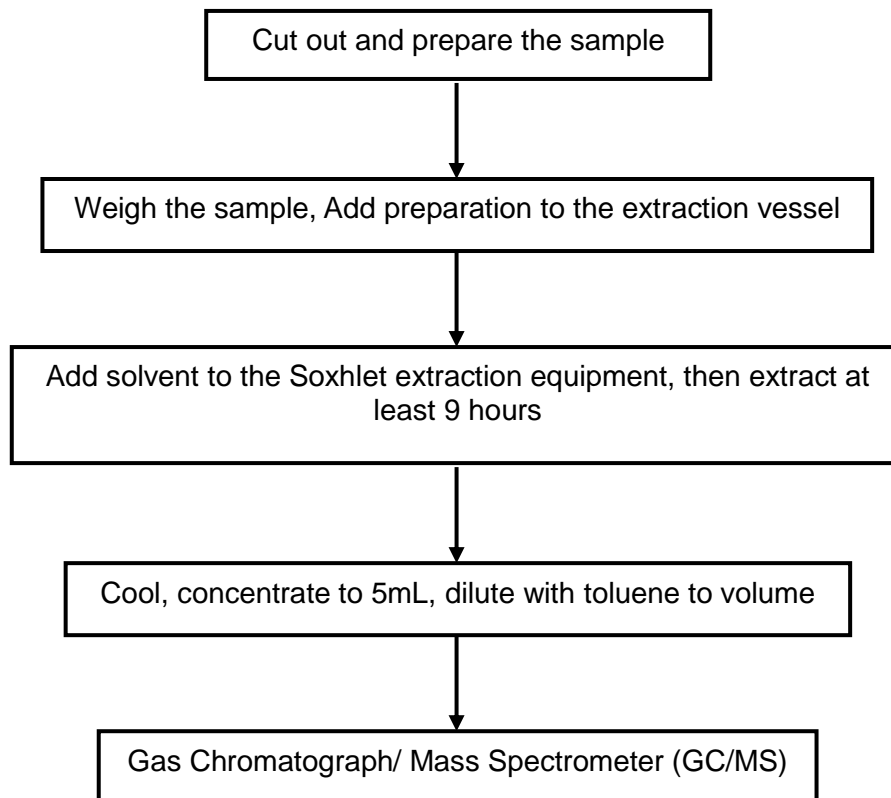 Cut out and prepare the sample
Weigh the sample, Add preparation to the extraction vessel
Add solvent to the Soxhlet extraction equipment, then extract at
least 9 hours
Cool, concentrate to 5mL, dilute with toluene to volume
Gas Chromatograph/ Mass Spectrometer (GC/MS)